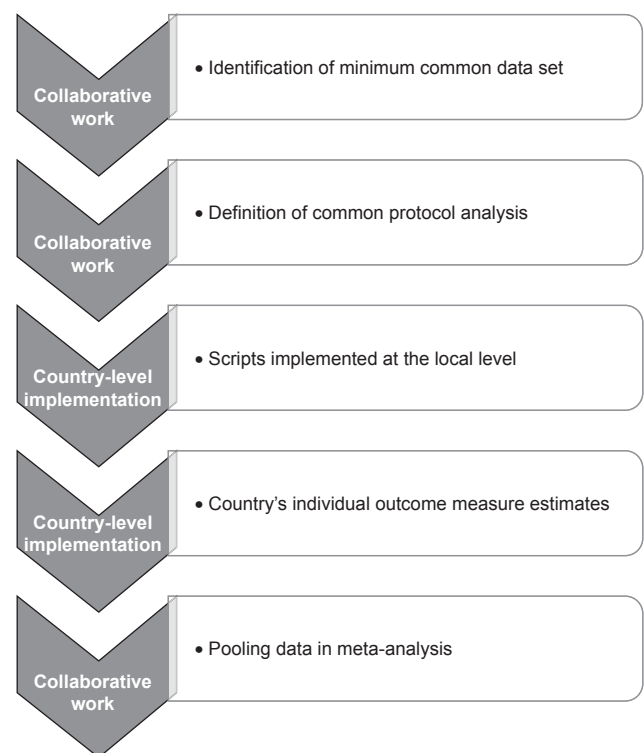 Collaborative
work
• Identification of minimum common data set
Collaborative
work
• Definition of common protocol analysis
Country-level
implementation
• Scripts implemented at the local level
Country-level
implementation
• Country’s individual outcome measure estimates
Collaborative
work
• Pooling data in meta-analysis